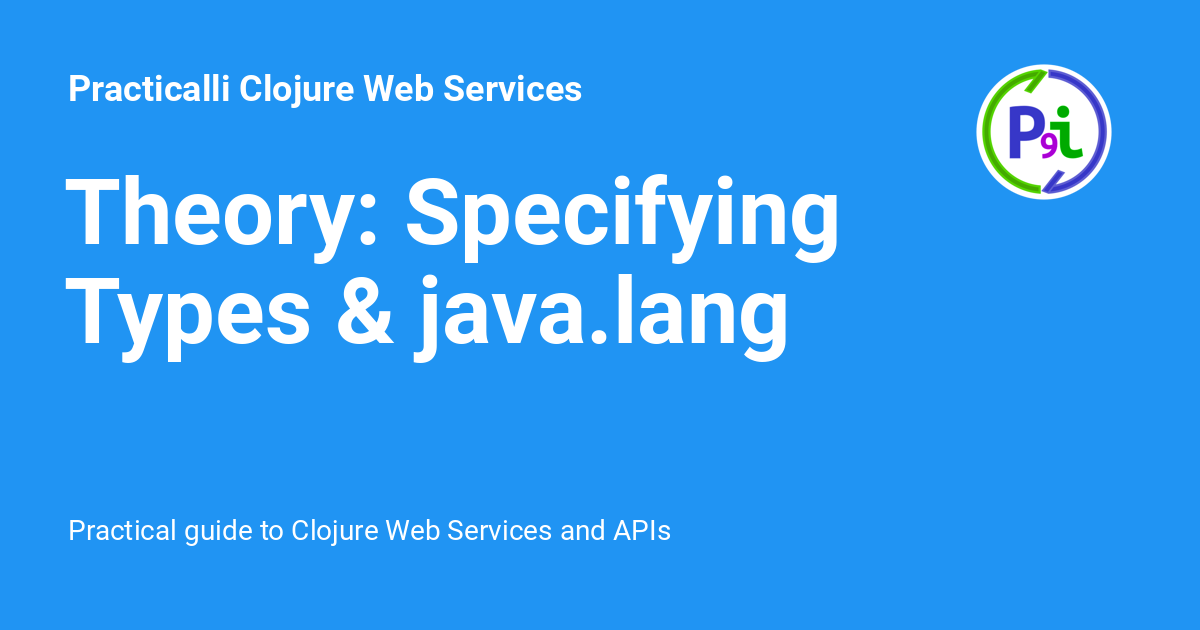 Practicalli Clojure Web Services
P9i
Theory: Specifying
Types & java.lang
Practical guide to Clojure Web Services and APIs